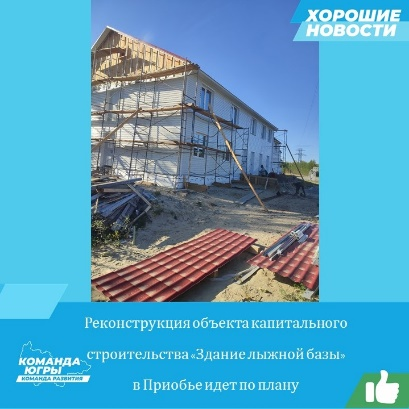 ХОРОШИЕ
НОВОСТИ
Реконструкция объекта капитального
строительства «Здание лыжной базы»
в Приобье идет по плану
КОМАНДА
ЮГРЫ
КОМАНДА РАЗВИТИЯ